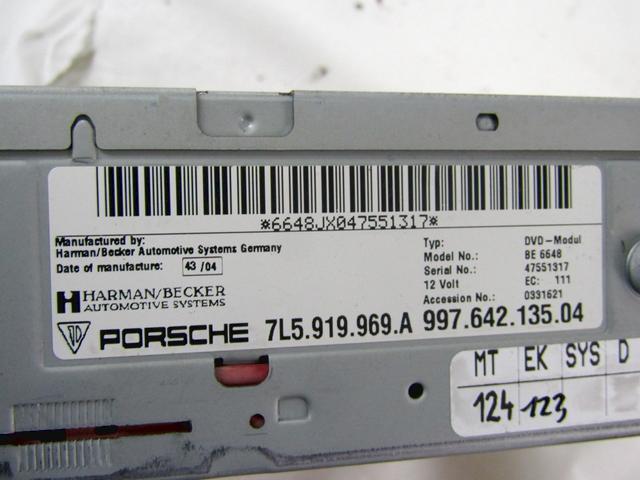 *6648JX047551317*
Manufactured by:
Harman/Becker Automotive Systems Germany
Date of manufacture: 43/04
HARMAN/BECKER
AUTOMOTIVE SYSTEMS
Typ: DVD-Modul
Model No.: BE 6648
Serial No.: 47551317
12 Volt EC: 111
Accession No.: 0331621
PORSCHE 7L5.919.969.A 997.642.135.04
MT EK SYS D
124 123